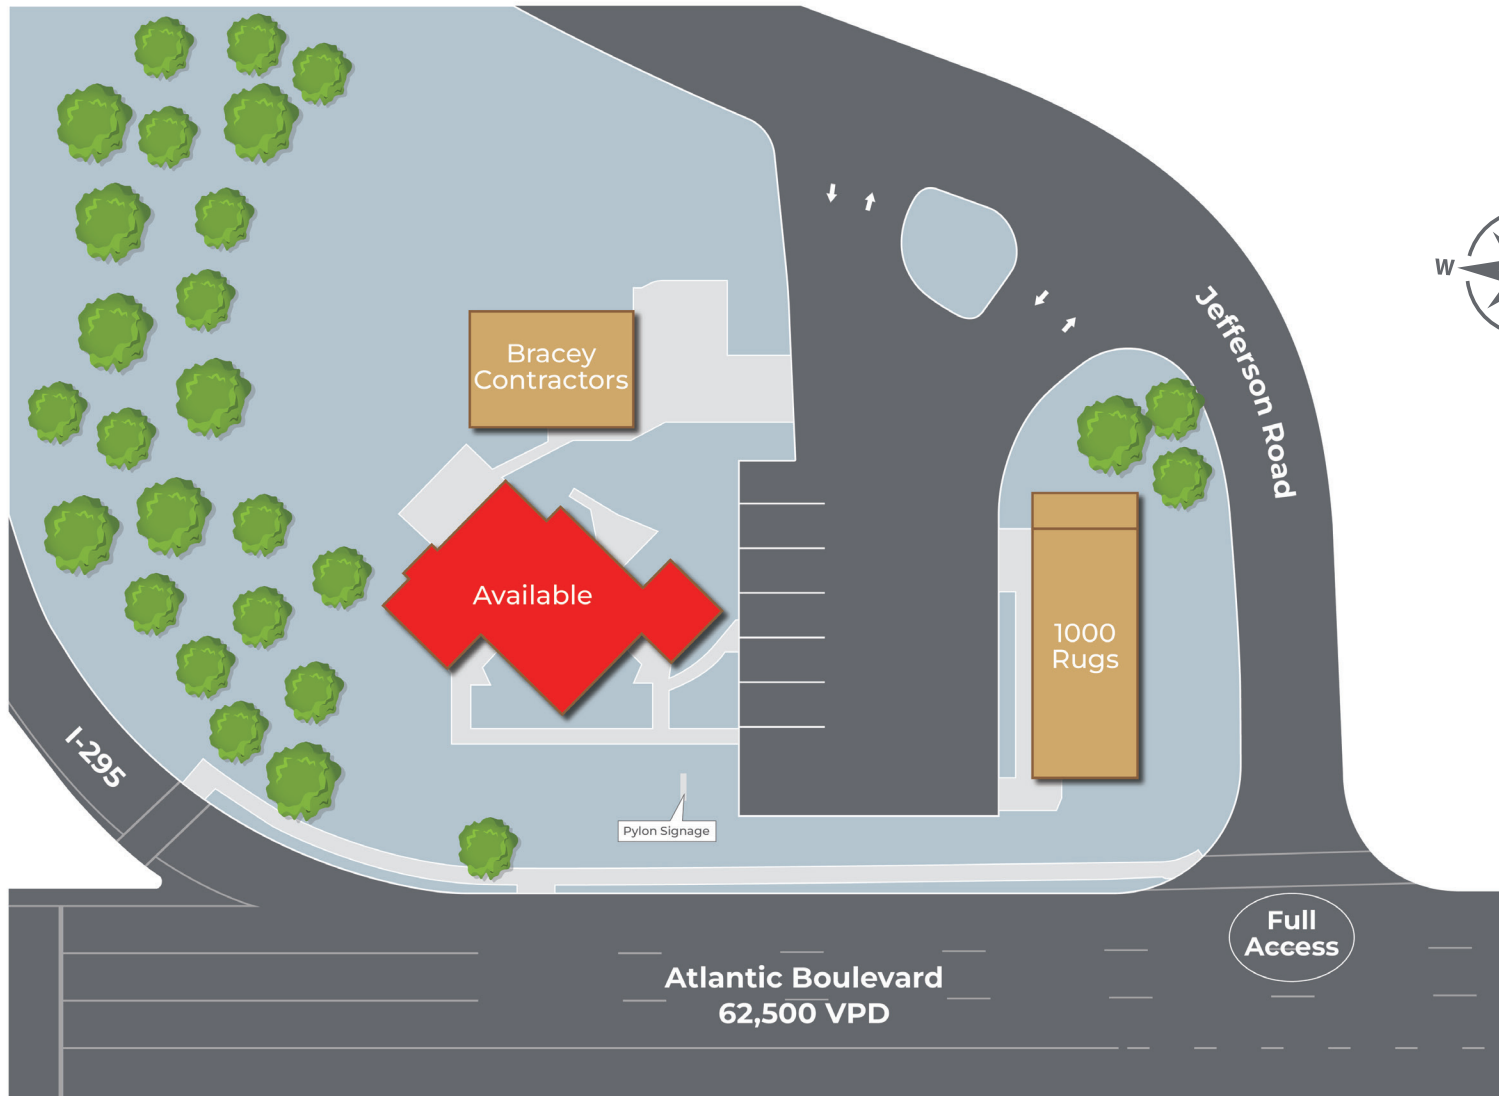 W
Jefferson Road
Bracey
Contractors
Available
1000
Rugs
I-295
Pylon Signage
Full
Access
Atlantic Boulevard
62,500 VPD